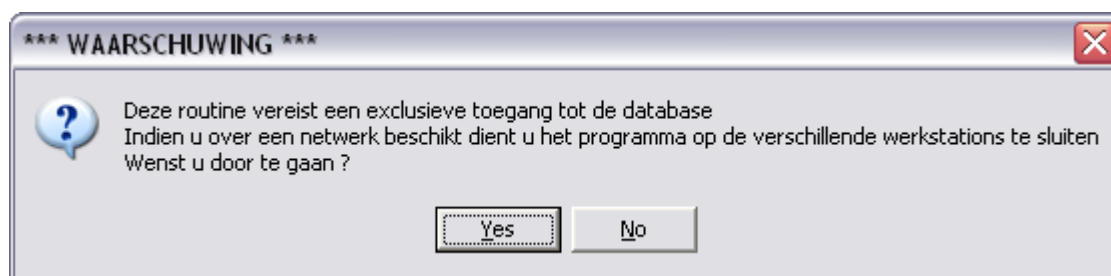 *** WAARSCHUWING ***
Deze routine vereist een exclusieve toegang tot de database
Indien u over een netwerk beschikt dient u het programma op de verschillende werkstations te sluiten
Wenst u door te gaan ?
Yes No